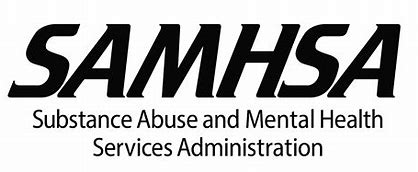 SAMHSA
Substance Abuse and Mental Health
Services Administration